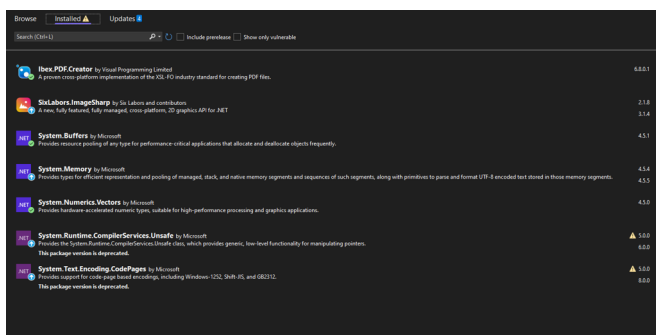 Browse Installed Updates
Search (Ctrl+L) Include prerelease Show only vulnerable
Ibex.PDF.Creator by Visual Programming Limited 6.8.0.1
A proven cross-platform implementation of the XSL-FO industry standard for creating PDF files.
SixLabors.ImageSharp by Six Labors and contributors 2.1.8
A new, fully featured, fully managed, cross-platform, 2D graphics API for .NET
3.1.4
.NET System.Buffers by Microsoft 4.5.1
Provides resource pooling of any type for performance-critical applications that allocate and deallocate objects frequently.
.NET System.Memory by Microsoft 4.5.4
Provides types for efficient representation and pooling of managed, stack, and native memory segments and sequences of such segments, along with primitives to parse and format UTF-8 encoded text stored in those memory segments.
4.5.5
.NET System.Numerics.Vectors by Microsoft 4.5.0
Provides hardware-accelerated numeric types, suitable for high-performance processing and graphics applications.
.NET System.Runtime.CompilerServices.Unsafe by Microsoft 5.0.0
Provides the System.Runtime.CompilerServices.Unsafe class, which provides generic, low-level functionality for manipulating pointers.
6.0.0
This package version is deprecated.
.NET System.Text.Encoding.CodePages by Microsoft 5.0.0
Provides support for code-page based encodings, including Windows-1252, Shift-JIS, and GB2312.
8.0.0
This package version is deprecated.